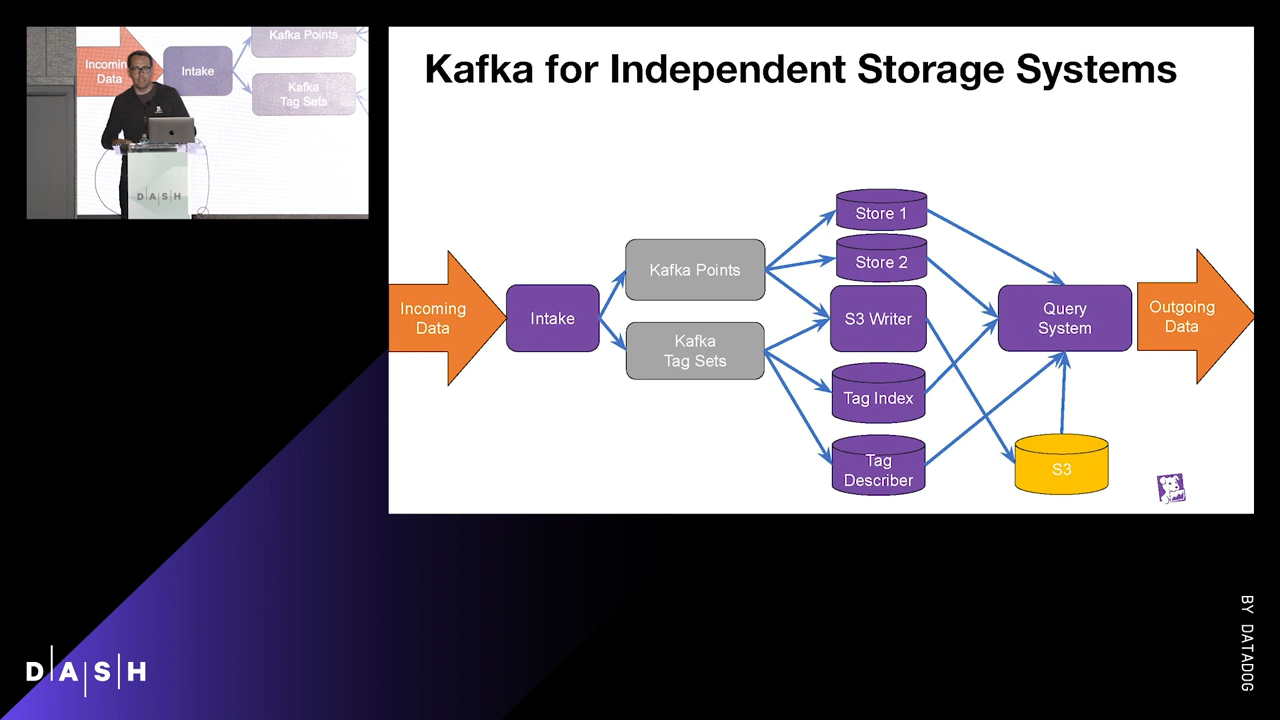 Incoming
Data
Intake
Kafka Points
Kafka
Tag Sets
DASH
Kafka for Independent Storage Systems
Incoming
Data
Intake
Kafka Points
Kafka
Tag Sets
Store 1
Store 2
S3 Writer
Tag Index
Tag
Describer
Query
System
S3
Outgoing
Data
DASH
BY DATADOG